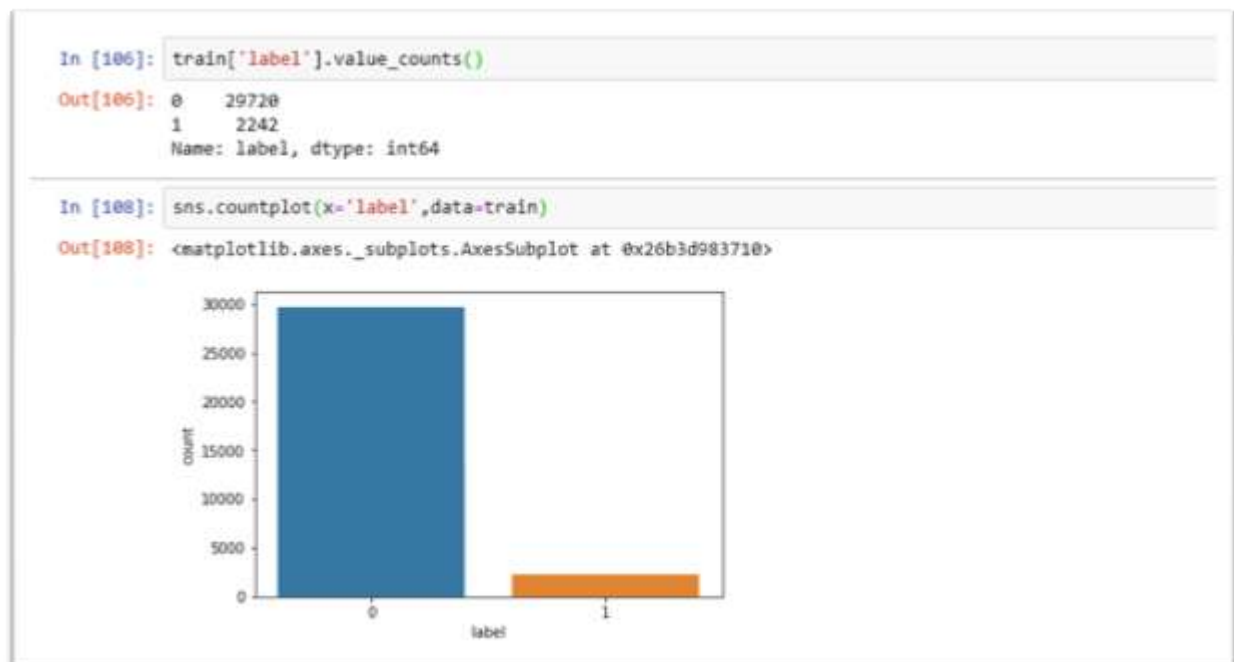 In [106]: train['label'].value_counts()
Out[106]: 0    29720
1     2242
Name: label, dtype: int64
In [108]: sns.countplot(x='label',data=train)
Out[108]: <matplotlib.axes._subplots.AxesSubplot at 0x26b3d983710>
30000
25000
20000
15000
10000
5000
0
count
0 1
label